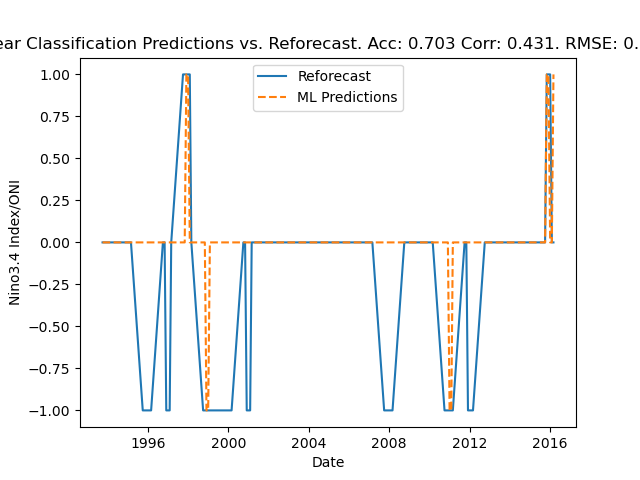 ear Classification Predictions vs. Reforecast. Acc: 0.703 Corr: 0.431. RMSE: 0.
Reforecast
ML Predictions
Nino3.4 Index/ONI
1.00
0.75
0.50
0.25
0.00
−0.25
−0.50
−0.75
−1.00
1996 2000 2004 2008 2012 2016
Date